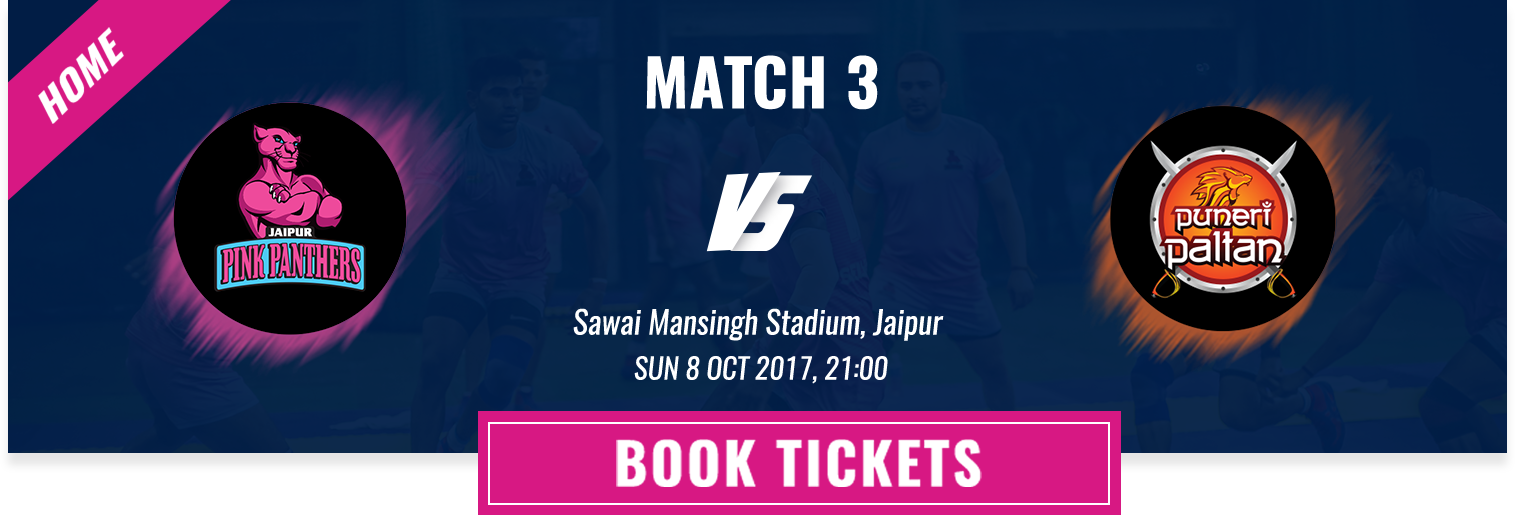 HOME
MATCH 3
VS
JAIPUR
PINK PANTHERS
puneri
paltan
Sawai Mansingh Stadium, Jaipur
SUN 8 OCT 2017, 21:00
BOOK TICKETS